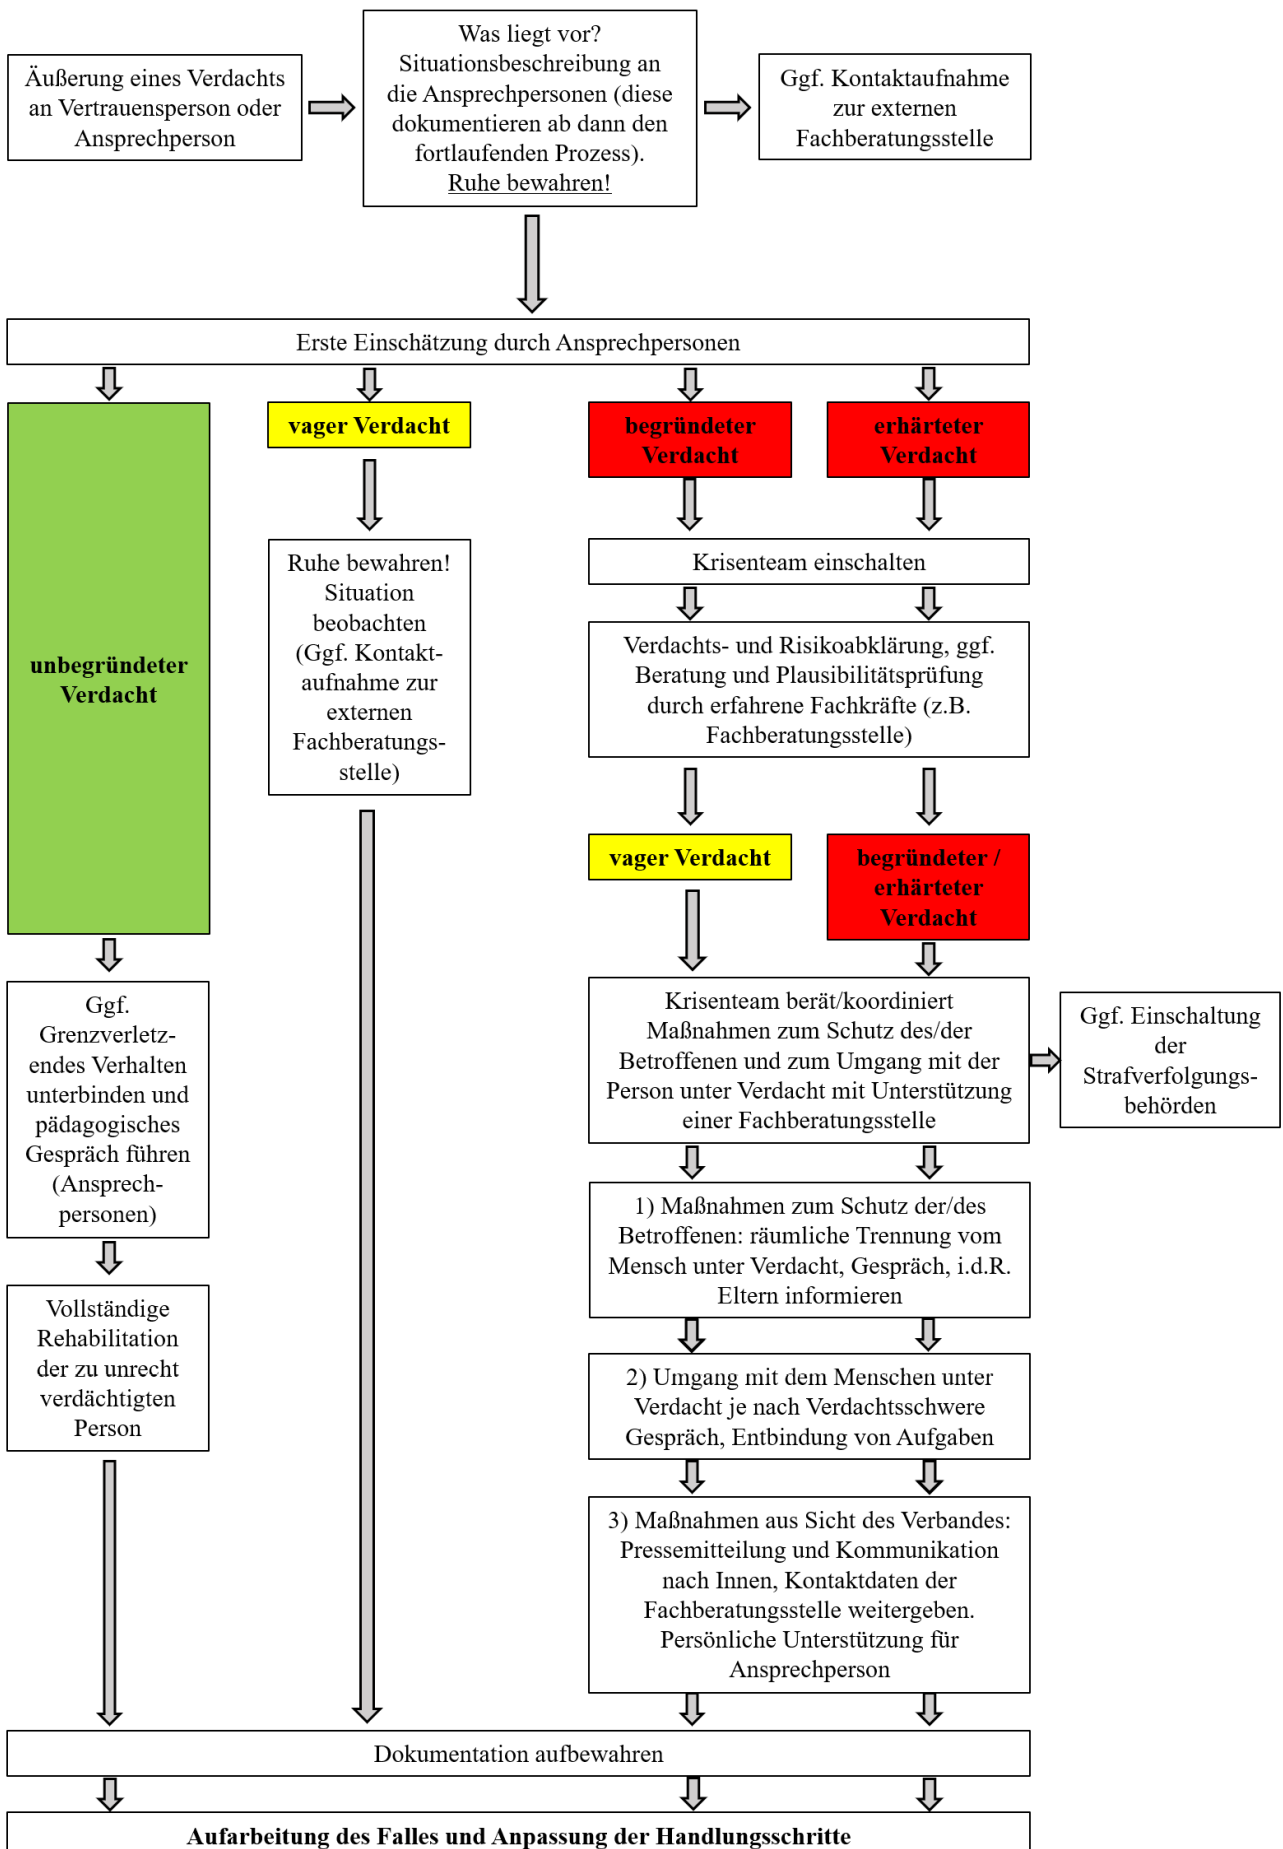 Äußerung eines Verdachts
an Vertrauensperson oder
Ansprechperson
Was liegt vor?
Situationsbeschreibung an
die Ansprechpersonen (diese
dokumentieren ab dann den
fortlaufenden Prozess).
Ruhe bewahren!
Ggf. Kontaktaufnahme
zur externen
Fachberatungsstelle
Erste Einschätzung durch Ansprechpersonen
unbegründeter
Verdacht
Ggf.
Grenzverletz-
endes Verhalten
unterbinden und
pädagogisches
Gespräch führen
(Ansprech-
personen)
Vollständige
Rehabilitation
der zu unrecht
verdächtigten
Person
vager Verdacht
Ruhe bewahren!
Situation
beobachten
(Ggf. Kontakt-
aufnahme zur
externen
Fachberatungs-
stelle)
begründeter
Verdacht
erhärteter
Verdacht
Krisenteam einschalten
Verdachts- und Risikoabklärung, ggf.
Beratung und Plausibilitätsprüfung
durch erfahrene Fachkräfte (z.B.
Fachberatungsstelle)
vager Verdacht
begründeter /
erhärteter
Verdacht
Krisenteam berät/koordiniert
Maßnahmen zum Schutz des/der
Betroffenen und zum Umgang mit der
Person unter Verdacht mit Unterstützung
einer Fachberatungsstelle
Ggf. Einschaltung
der
Strafverfolgungs-
behörden
1) Maßnahmen zum Schutz der/des
Betroffenen: räumliche Trennung vom
Mensch unter Verdacht, Gespräch, i.d.R.
Eltern informieren
2) Umgang mit dem Menschen unter
Verdacht je nach Verdachtsschwere
Gespräch, Entbindung von Aufgaben
3) Maßnahmen aus Sicht des Verbandes:
Pressemitteilung und Kommunikation
nach Innen, Kontaktdaten der
Fachberatungsstelle weitergeben.
Persönliche Unterstützung für
Ansprechperson
Dokumentation aufbewahren
Aufarbeitung des Falles und Anpassung der Handlungsschritte